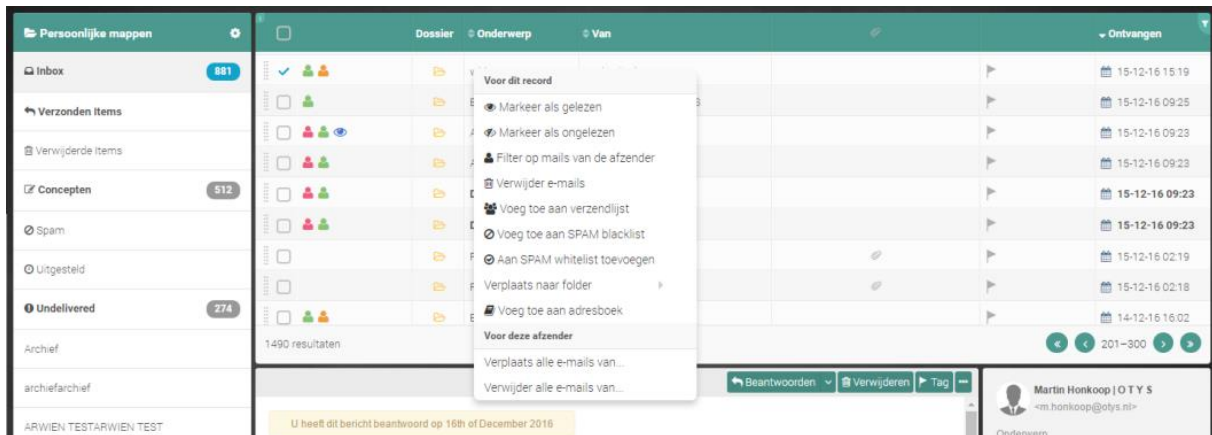 Persoonlijke mappen
Inbox 881
Verzonden Items
Verwijderde Items
Concepten 512
Spam
Uitgesteld
Undelivered 274
Archief
archiefarchief
ARWIEN TESTARWIEN TEST
Dossier Onderwerp Van Ontvangen
15-12-16 15:19
15-12-16 09:25
15-12-16 09:23
15-12-16 09:23
15-12-16 09:23
15-12-16 09:23
15-12-16 02:19
15-12-16 02:18
14-12-16 16:02
Voor dit record
Markeer als gelezen
Markeer als ongelezen
Filter op mails van de afzender
Verwijder e-mails
Voeg toe aan verzendlijst
Voeg toe aan SPAM blacklist
Aan SPAM whitelist toevoegen
Verplaats naar folder
Voeg toe aan adresboek
Voor deze afzender
Verplaats alle e-mails van...
Verwijder alle e-mails van...
1490 resultaten 201–300
Beantwoorden Verwijderen Tag
U heeft dit bericht beantwoord op 16th of December 2016
Martin Honkoop | O T Y S
<m.honkoop@otys.nl>
Onderwerp